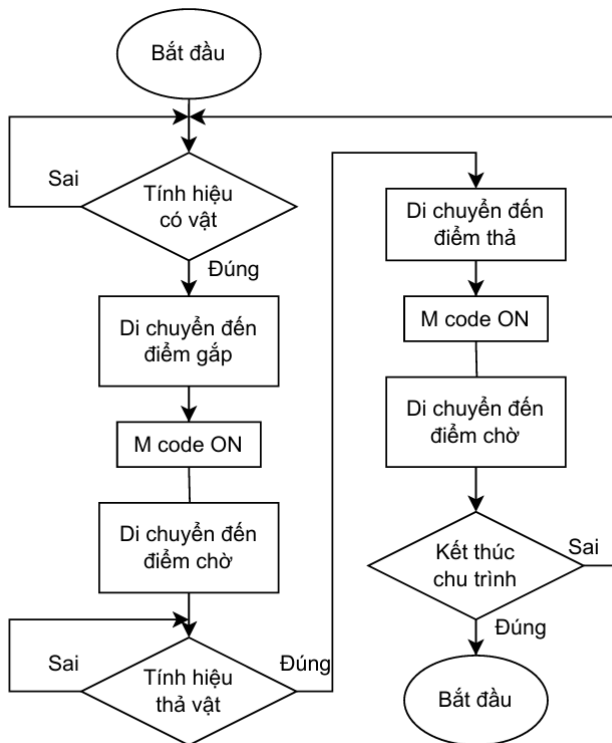 Bắt đầu
Sai
Tính hiệu
có vật
Đúng
Di chuyển đến
điểm gắp
M code ON
Di chuyển đến
điểm chờ
Sai
Tính hiệu
thả vật
Đúng
Di chuyển đến
điểm thả
M code ON
Di chuyển đến
điểm chờ
Kết thúc
chu trình
Sai
Đúng
Bắt đầu